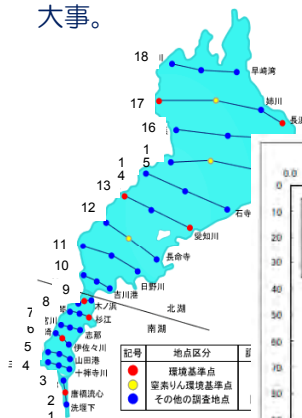 大事。
18
早崎湾
17
姉川
長浜
16
15
14
13
石寺
12
愛知川
11
長命寺
10
日野川
9
吉川港
8
木ノ浜
北湖
7
杉江
南湖
6
志那
5
伊佐々川
山田港
4
十禅寺川
3
2
唐橋流心
1
洗堰下
記号
地点区分
環境基準点
窒素りん環境基準点
その他の調査地点
0.0
0
10
20
30
40
50
60
70
80
90